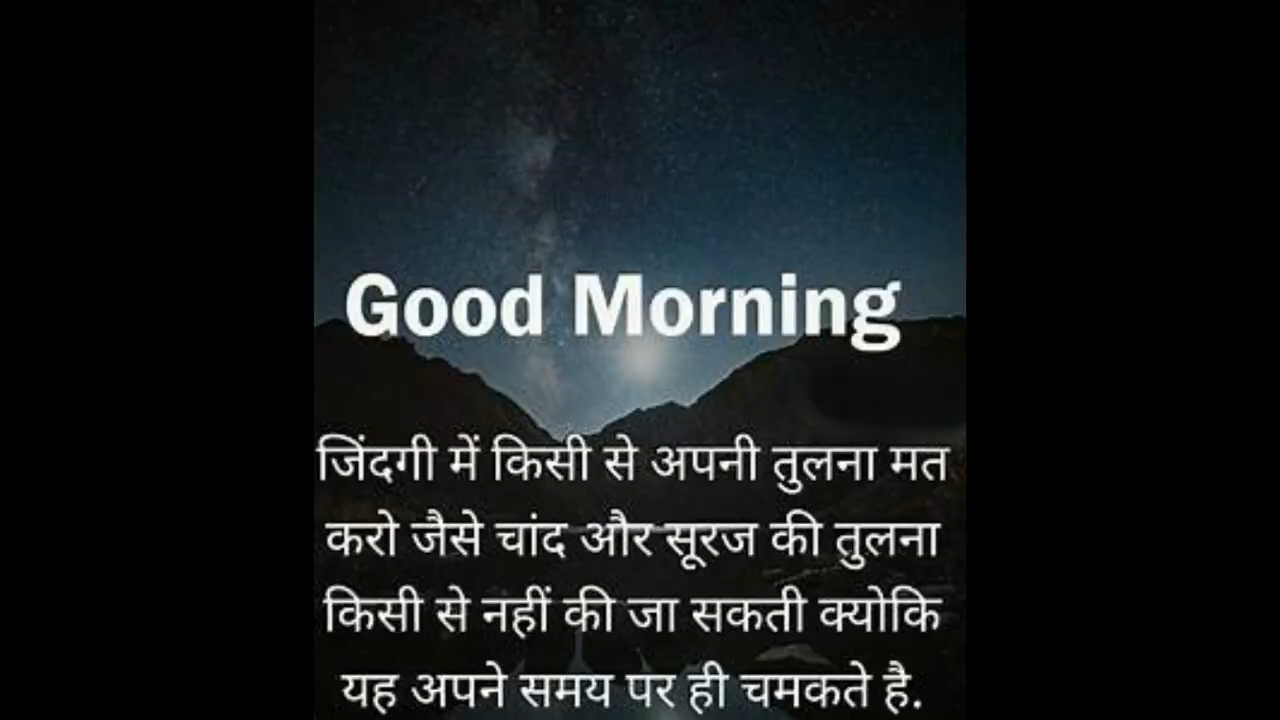 Good Morning
जिंदगी में किसी से अपनी तुलना मत
करो जैसे चांद और सूरज की तुलना
किसी से नहीं की जा सकती क्योकि
यह अपने समय पर ही चमकते है.